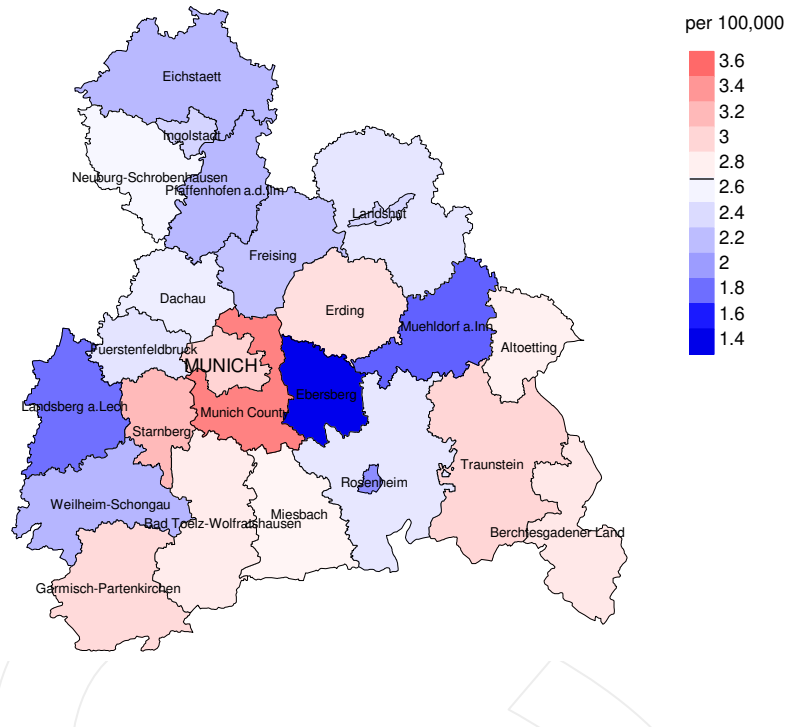 per 100,000
3.6
3.4
3.2
3
2.8
2.6
2.4
2.2
2
1.8
1.6
1.4
Eichstaett
Ingolstadt
Neuburg-Schrobenhausen
Pfaffenhofen a.d.Ilm
Landshut
Freising
Dachau
Erding
Muehldorf a.Inn
Altoetting
Fuerstenfeldbruck
MUNICH
Ebersberg
Landsberg a.Lech
Munich County
Starnberg
Traunstein
Rosenheim
Weilheim-Schongau
Miesbach
Bad Toelz-Wolfratshausen
Berchtesgadener Land
Garmisch-Partenkirchen